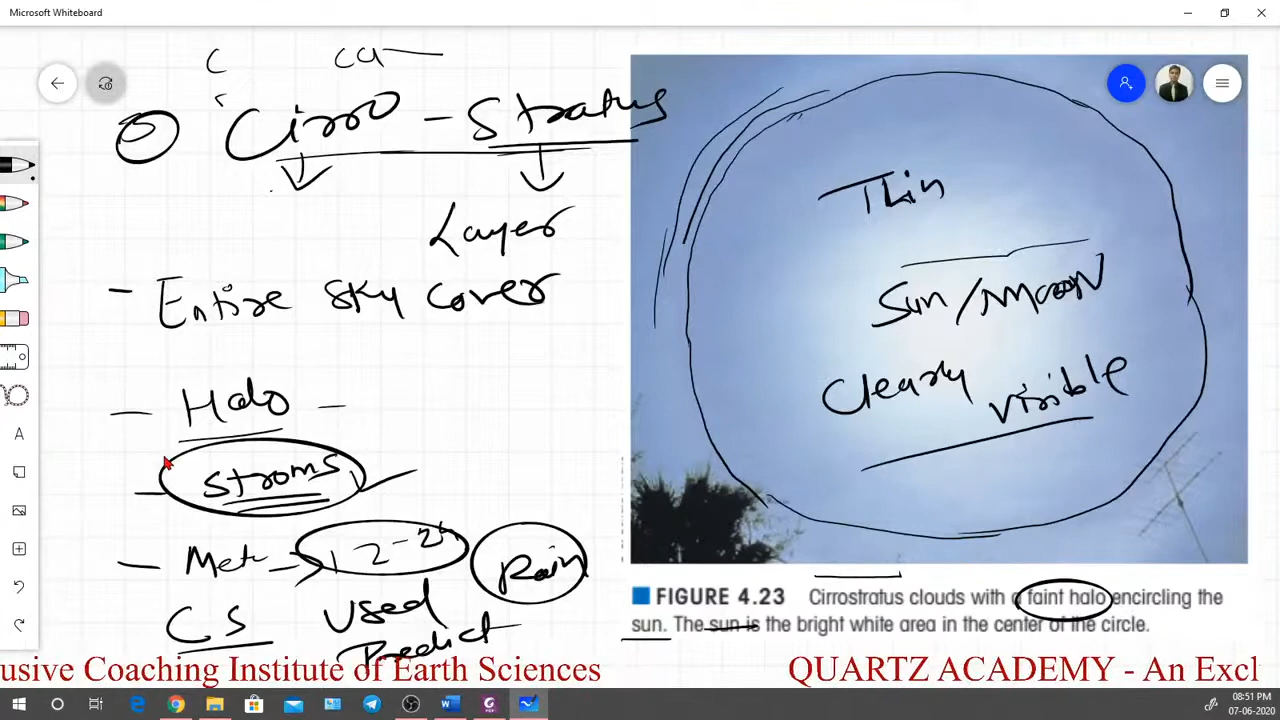 Microsoft Whiteboard
C ca
Cirro - Stratus
Layer
- Entire sky cover
- Halo -
- Stroms
- Met → 12-24 Rain
CS Used
Predict
Thin
Sun/Moon
Clearly visible
FIGURE 4.23 Cirrostratus clouds with a faint halo encircling the
sun. The sun is the bright white area in the center of the circle.
usive Coaching Institute of Earth Sciences QUARTZ ACADEMY - An Excl
08:51 PM
07-06-2020